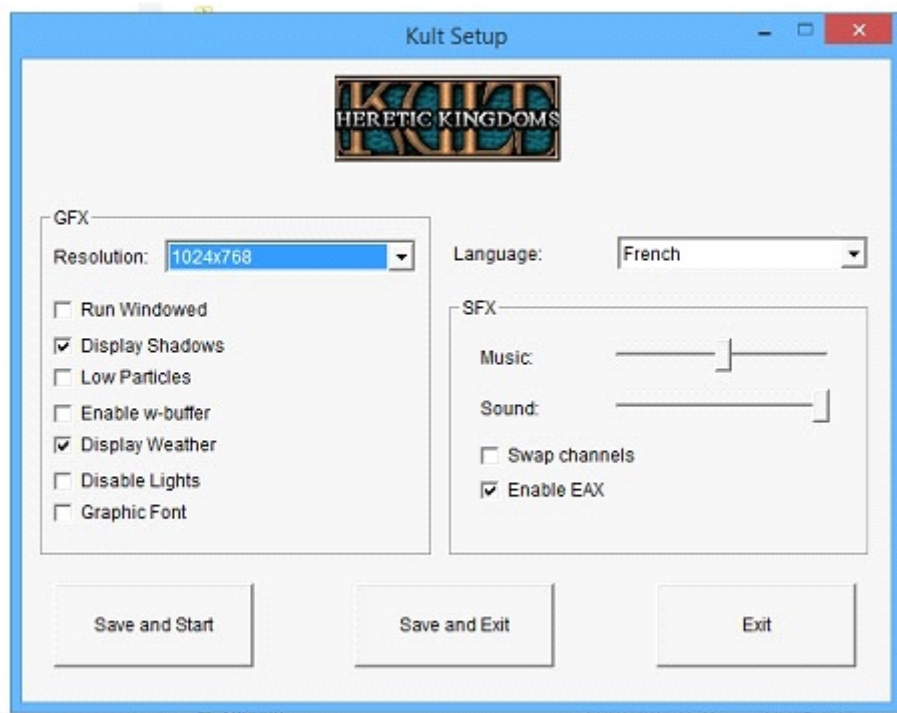 Kult Setup
KULT
HERETIC KINGDOMS
GFX
Resolution: 1024x768
Language: French
Run Windowed
Display Shadows
Low Particles
Enable w-buffer
Display Weather
Disable Lights
Graphic Font
SFX
Music:
Sound:
Swap channels
Enable EAX
Save and Start
Save and Exit
Exit